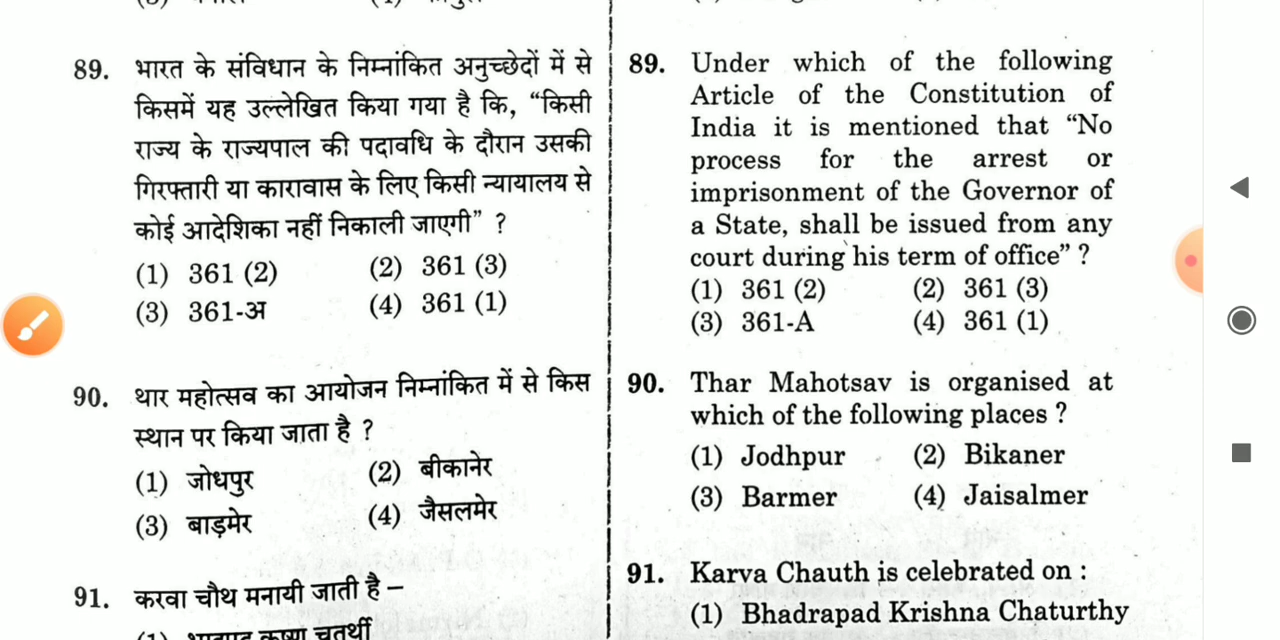 89. भारत के संविधान के निम्नांकित अनुच्छेदों में से
किसमें यह उल्लेखित किया गया है कि, “किसी
राज्य के राज्यपाल की पदावधि के दौरान उसकी
गिरफ्तारी या कारावास के लिए किसी न्यायालय से
कोई आदेशिका नहीं निकाली जाएगी” ?
(1) 361 (2) (2) 361 (3)
(3) 361-अ (4) 361 (1)
90. थार महोत्सव का आयोजन निम्नांकित में से किस
स्थान पर किया जाता है ?
(1) जोधपुर (2) बीकानेर
(3) बाड़मेर (4) जैसलमेर
91. करवा चौथ मनायी जाती है –
89. Under which of the following
Article of the Constitution of
India it is mentioned that “No
process for the arrest or
imprisonment of the Governor of
a State, shall be issued from any
court during his term of office” ?
(1) 361 (2) (2) 361 (3)
(3) 361-A (4) 361 (1)
90. Thar Mahotsav is organised at
which of the following places ?
(1) Jodhpur (2) Bikaner
(3) Barmer (4) Jaisalmer
91. Karva Chauth is celebrated on :
(1) Bhadrapad Krishna Chaturthy